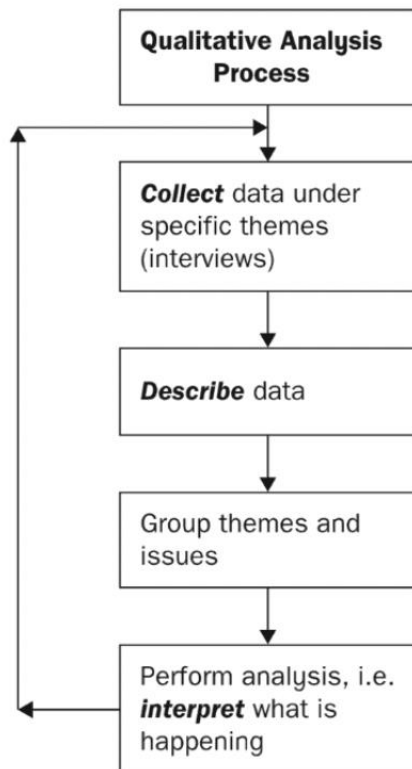 Qualitative Analysis
Process
Collect data under
specific themes
(interviews)
Describe data
Group themes and
issues
Perform analysis, i.e.
interpret what is
happening